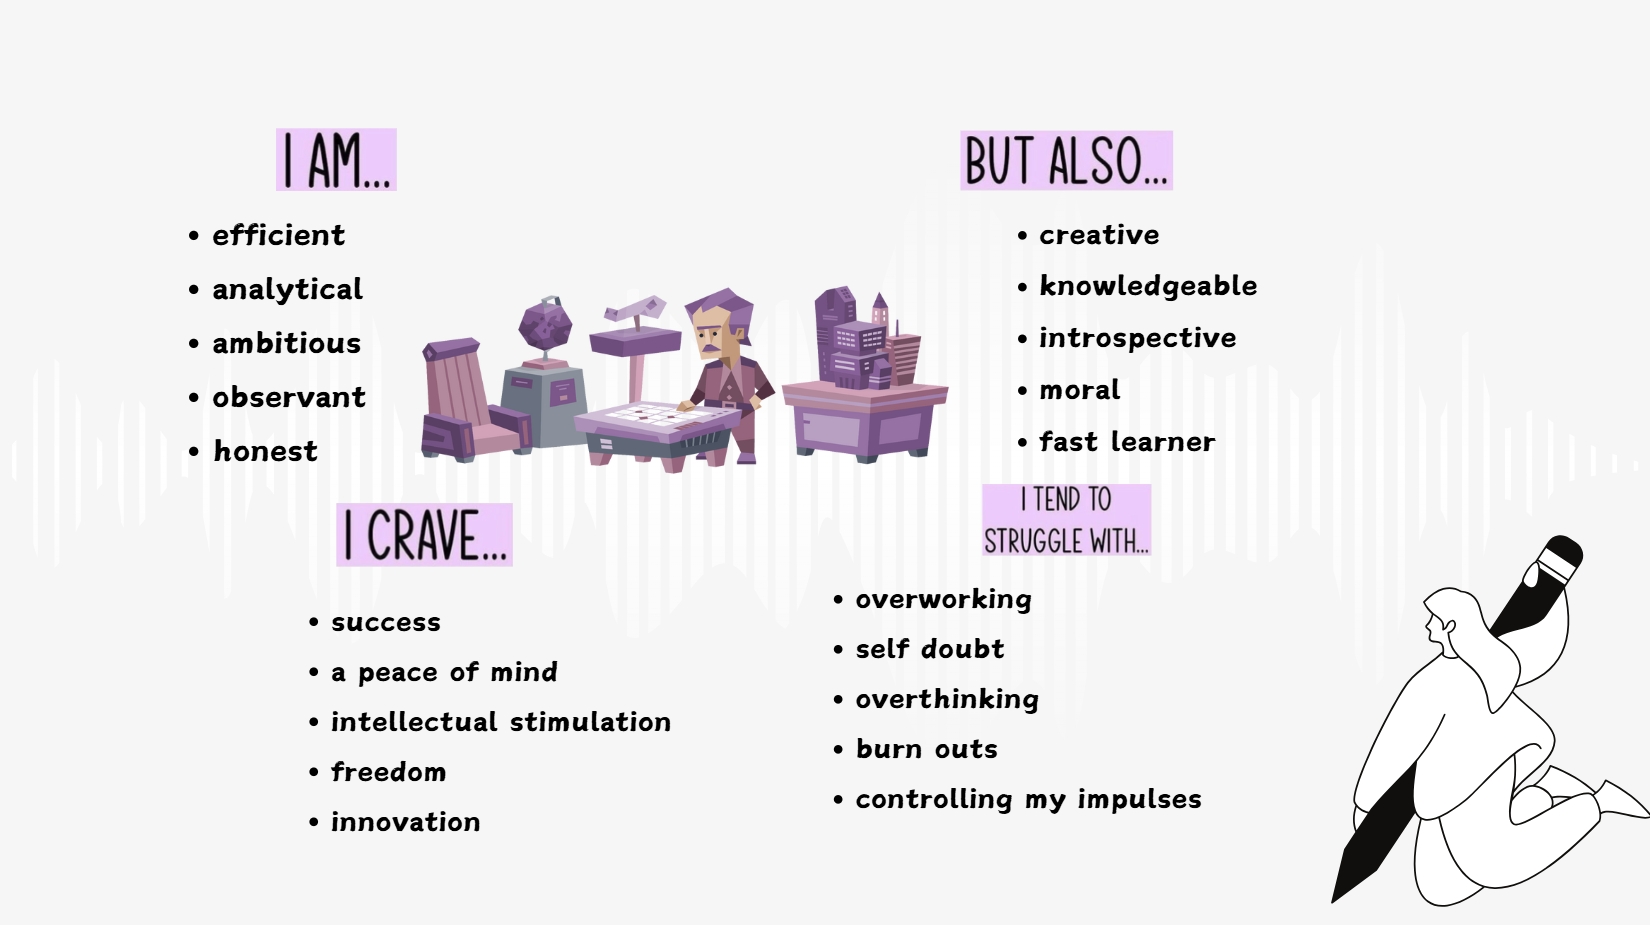 I AM...
• efficient
• analytical
• ambitious
• observant
• honest
BUT ALSO...
• creative
• knowledgeable
• introspective
• moral
• fast learner
I CRAVE...
• success
• a peace of mind
• intellectual stimulation
• freedom
• innovation
I TEND TO
STRUGGLE WITH...
• overworking
• self doubt
• overthinking
• burn outs
• controlling my impulses